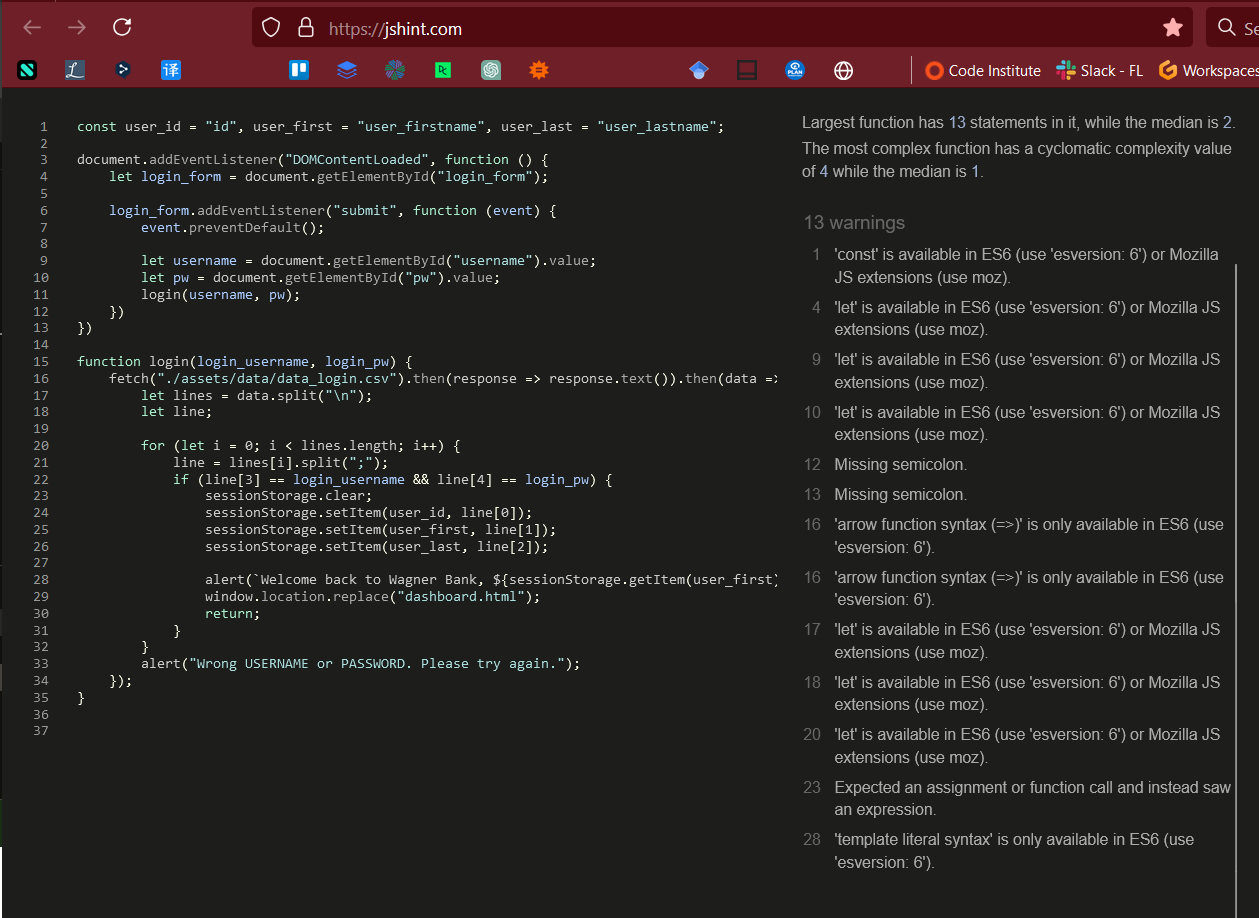 https://jshint.com
Se
译
Code Institute
Slack - FL
Workspaces
1 const user_id = "id", user_first = "user_firstname", user_last = "user_lastname";
2
3 document.addEventListener("DOMContentLoaded", function () {
4 let login_form = document.getElementById("login_form");
5
6 login_form.addEventListener("submit", function (event) {
7 event.preventDefault();
8
9 let username = document.getElementById("username").value;
10 let pw = document.getElementById("pw").value;
11 login(username, pw);
12 })
13 })
14
15 function login(login_username, login_pw) {
16 fetch("./assets/data/data_login.csv").then(response => response.text()).then(data =>
17 let lines = data.split("\n");
18 let line;
19
20 for (let i = 0; i < lines.length; i++) {
21 line = lines[i].split(";");
22 if (line[3] == login_username && line[4] == login_pw) {
23 sessionStorage.clear;
24 sessionStorage.setItem(user_id, line[0]);
25 sessionStorage.setItem(user_first, line[1]);
26 sessionStorage.setItem(user_last, line[2]);
27
28 alert(`Welcome back to Wagner Bank, ${sessionStorage.getItem(user_first)
29 window.location.replace("dashboard.html");
30 return;
31 }
32 }
33 alert("Wrong USERNAME or PASSWORD. Please try again.");
34 });
35 }
36
37
Largest function has 13 statements in it, while the median is 2.
The most complex function has a cyclomatic complexity value
of 4 while the median is 1.
13 warnings
1 'const' is available in ES6 (use 'esversion: 6') or Mozilla
JS extensions (use moz).
4 'let' is available in ES6 (use 'esversion: 6') or Mozilla JS
extensions (use moz).
9 'let' is available in ES6 (use 'esversion: 6') or Mozilla JS
extensions (use moz).
10 'let' is available in ES6 (use 'esversion: 6') or Mozilla JS
extensions (use moz).
12 Missing semicolon.
13 Missing semicolon.
16 'arrow function syntax (=>)' is only available in ES6 (use
'esversion: 6').
16 'arrow function syntax (=>)' is only available in ES6 (use
'esversion: 6').
17 'let' is available in ES6 (use 'esversion: 6') or Mozilla JS
extensions (use moz).
18 'let' is available in ES6 (use 'esversion: 6') or Mozilla JS
extensions (use moz).
20 'let' is available in ES6 (use 'esversion: 6') or Mozilla JS
extensions (use moz).
23 Expected an assignment or function call and instead saw
an expression.
28 'template literal syntax' is only available in ES6 (use
'esversion: 6').